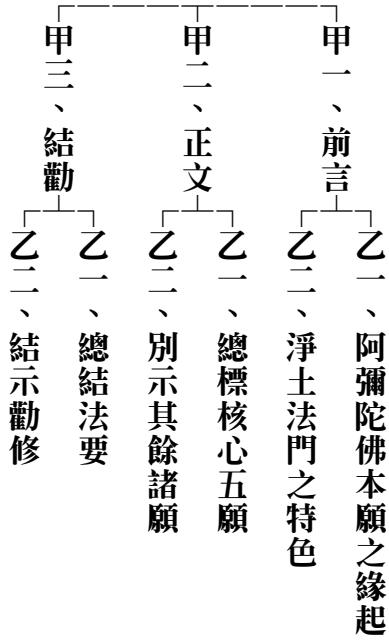 甲一、前言
乙一、阿彌陀佛本願之緣起
乙二、淨土法門之特色
甲二、正文
乙一、總標核心五願
乙二、別示其餘諸願
甲三、結勸
乙一、總結法要
乙二、結示勸修